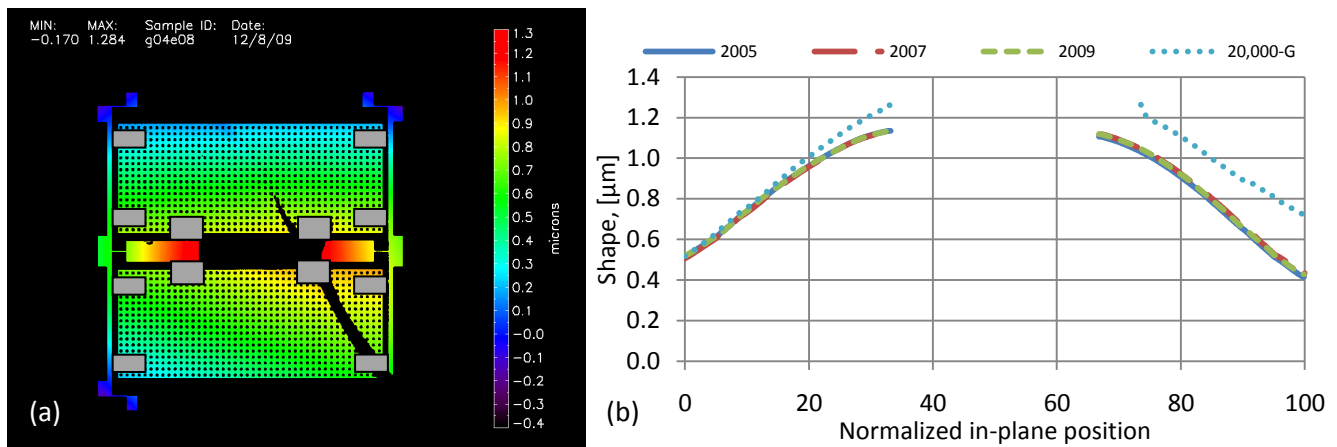 MIN: MAX: Sample ID: Date:
−0.170 1.284 g04e08 12/8/09
1.3
1.2
1.1
1.0
0.9
0.8
0.7
0.6
0.5
0.4
0.3
0.2
0.1
−0.0
−0.1
−0.2
−0.3
−0.4
microns
(a)
2005 2007 2009 20,000-G
1.4
1.2
1.0
0.8
0.6
0.4
0.2
0.0
Shape, [µm]
0 20 40 60 80 100
Normalized in-plane position
(b)